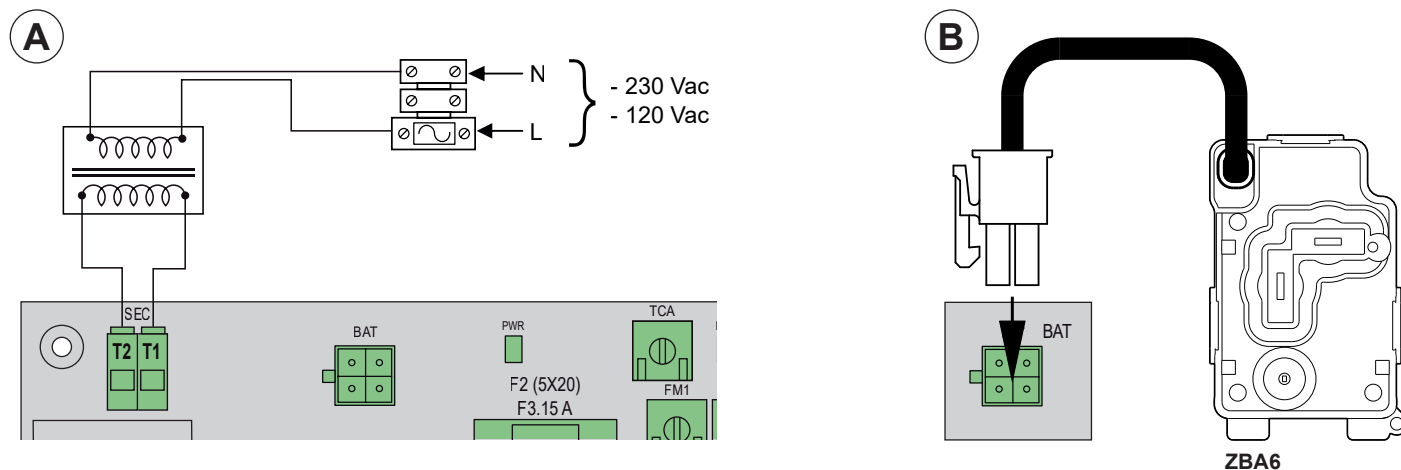 A
N
L
- 230 Vac
- 120 Vac
SEC
T2 T1
BAT
PWR
F2 (5X20)
F3.15 A
TCA
FM1
B
BAT
ZBA6